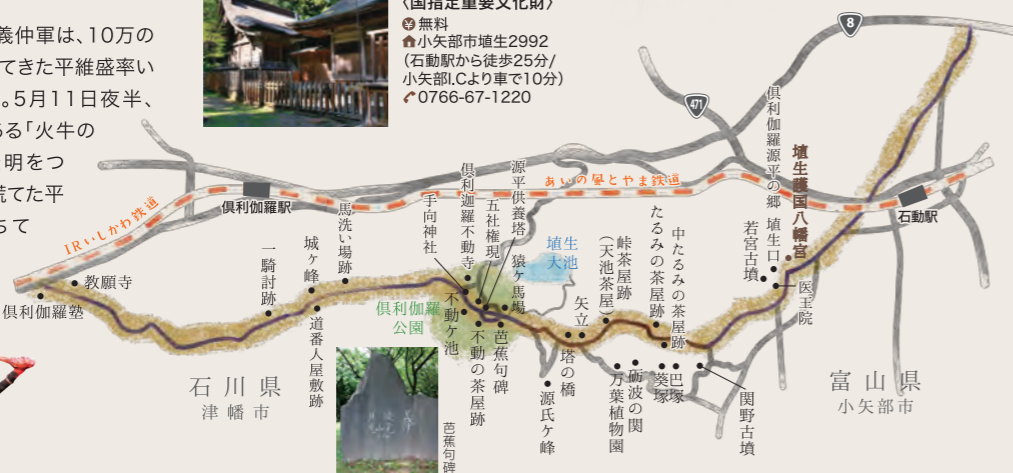 義仲軍は、10万の
てきた平維盛率い
。5月11日夜半、
ある「火牛の
明をつ
慌てた平
ちて
〈国指定重要文化財〉
無料
小矢部市埴生2992
(石動駅から徒歩25分/
小矢部I.Cより車で10分)
0766-67-1220
8
471
倶利伽羅源平の郷 埴生口
埴生護国八幡宮
あいの風とやま鉄道
IRいしかわ鉄道
倶利伽羅駅
石動駅
倶利伽羅塾
教願寺
一騎討跡
城ヶ峰
道番人屋敷跡
馬洗い場跡
手向神社
倶利迦羅不動寺
五社権現
源平供養塔
猿ヶ馬場
倶利伽羅
公園
不動ヶ池
不動の茶屋跡
芭蕉句碑
埴生
大池
源氏ヶ峰
塔の橋
矢立
峠茶屋跡
(天池茶屋)
万葉植物園
砺波の関
たるみの茶屋跡
中たるみの茶屋跡
葵塚
巴塚
関野古墳
若宮古墳
医王院
石川県
津幡市
富山県
小矢部市
芭蕉句碑